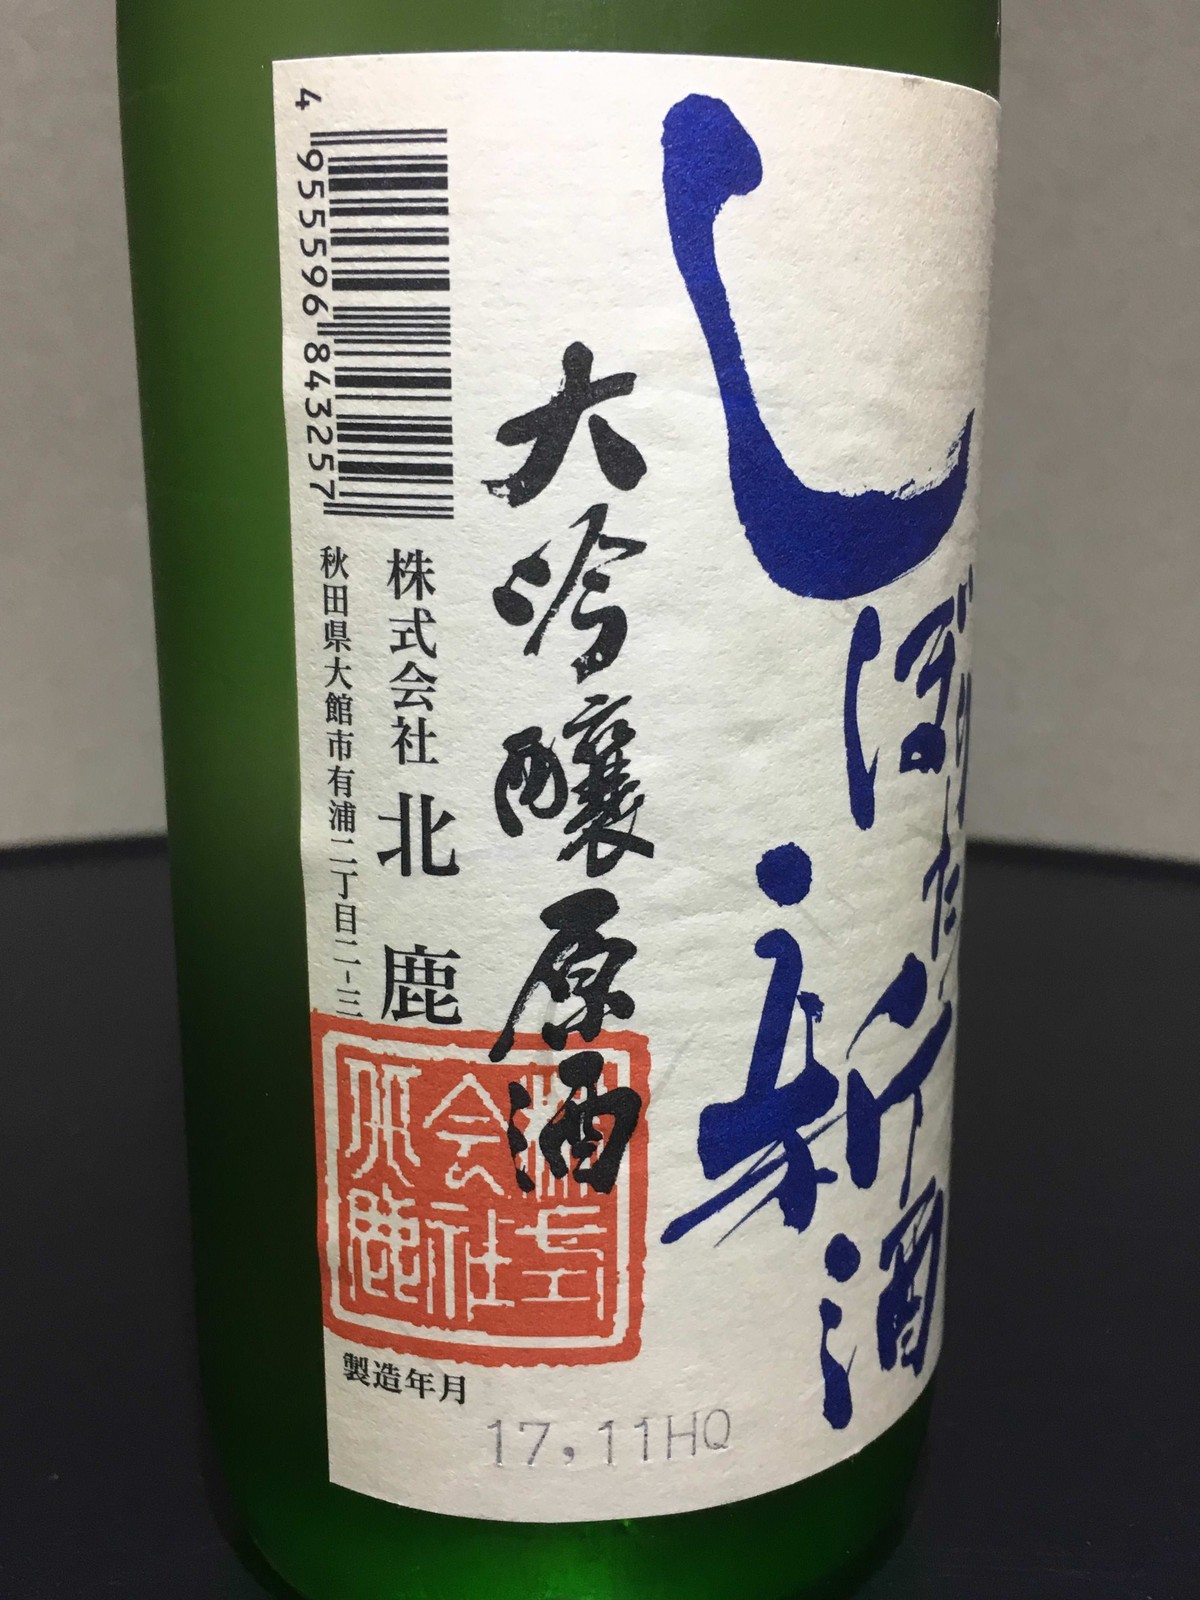 しぼりた
新酒
大吟醸原酒
株式会社 北鹿
秋田県大館市有浦二丁目二-三
4 955596 843257
株式
会社
北鹿
製造年月
17,11HQ